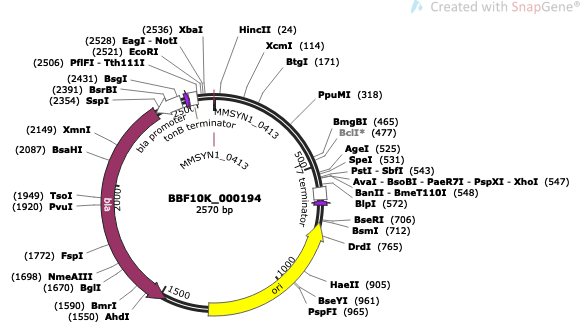 Created with SnapGene®
(2536) XbaI
(2528) EagI - NotI
(2521) EcoRI
(2506) PflFI - Tth111I
(2431) BsgI
(2391) BsrBI
(2354) SspI
(2149) XmnI
(2087) BsaHI
(1949) TsoI
(1920) PvuI
(1772) FspI
(1698) NmeAIII
(1670) BglI
(1590) BmrI
(1550) AhdI
HincII (24)
XcmI (114)
BtgI (171)
PpuMI (318)
BmgBI (465)
BclI* (477)
AgeI (525)
SpeI (531)
PstI - SbfI (543)
AvaI - BsoBI - PaeR7I - PspXI - XhoI (547)
BanII - BmeT110I (548)
BlpI (572)
BseRI (706)
BsmI (712)
DrdI (765)
HaeII (905)
BseYI (961)
PspFI (965)
MMSYN1_0413
MMSYN1_0413
bla promoter
tonB terminator
T7 terminator
bla
ori
500
1000
1500
2000
2500
BBF10K_000194
2570 bp